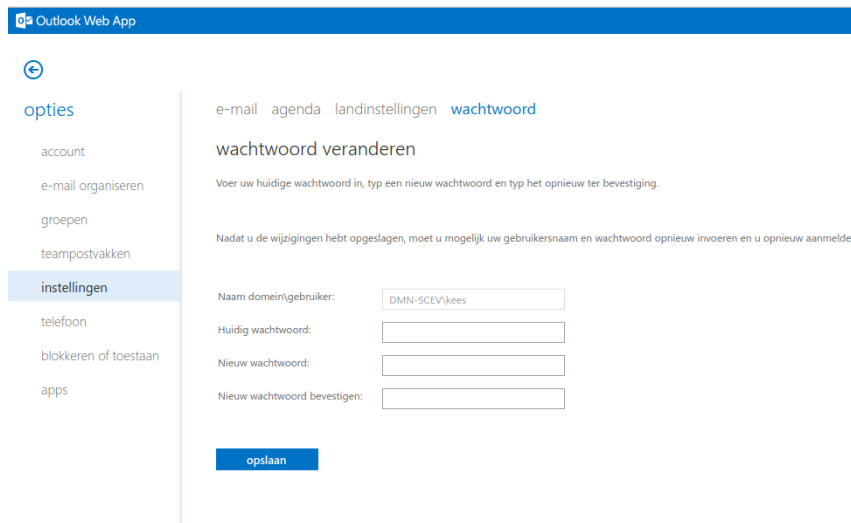 Outlook Web App
opties
account
e-mail organiseren
groepen
teampostvakken
instellingen
telefoon
blokkeren of toestaan
apps
e-mail agenda landinstellingen wachtwoord
wachtwoord veranderen
Voer uw huidige wachtwoord in, typ een nieuw wachtwoord en typ het opnieuw ter bevestiging.
Nadat u de wijzigingen hebt opgeslagen, moet u mogelijk uw gebruikersnaam en wachtwoord opnieuw invoeren en u opnieuw aanmelde
Naam domein\gebruiker: DMN-SCEV\kees
Huidig wachtwoord:
Nieuw wachtwoord:
Nieuw wachtwoord bevestigen:
opslaan